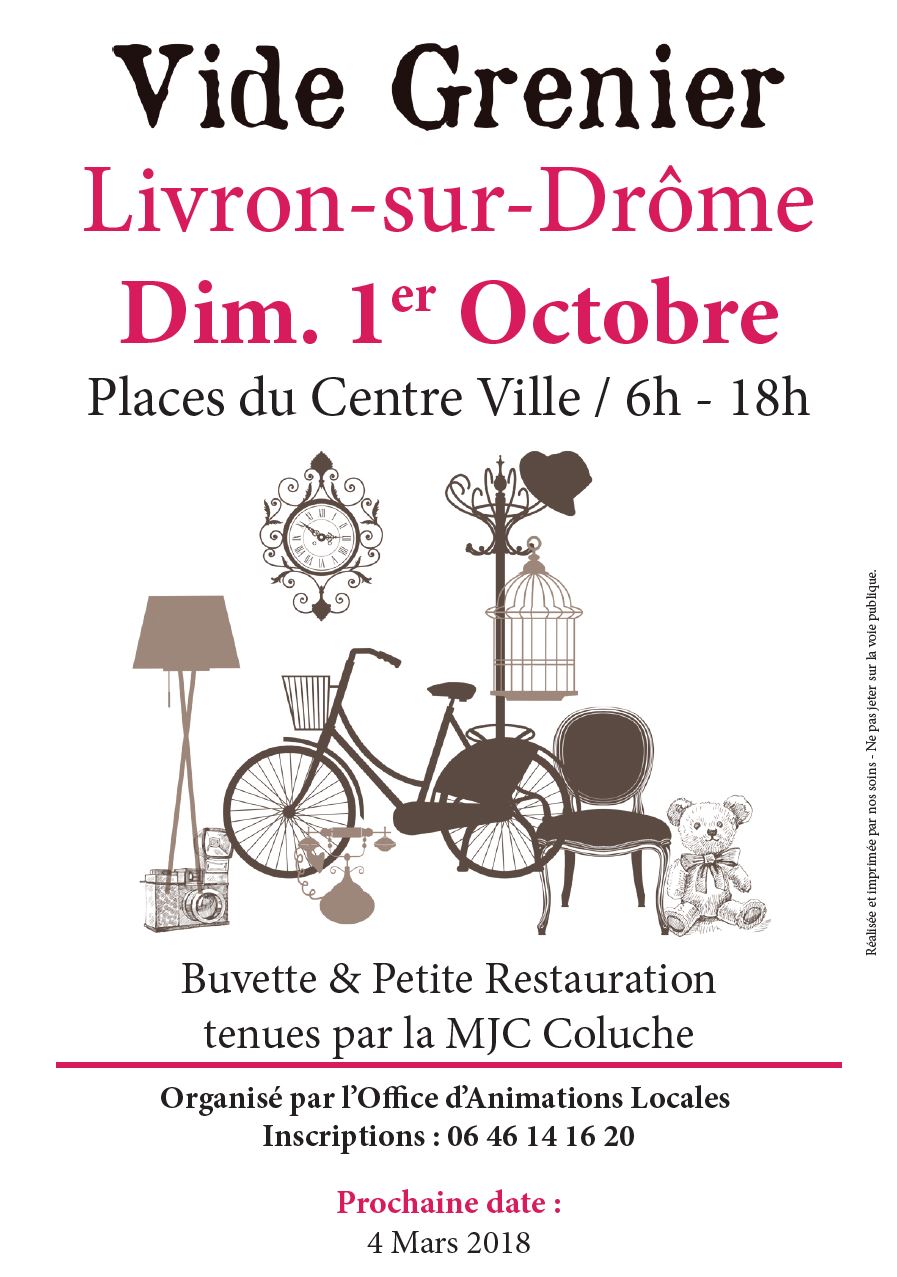 Vide Grenier
Livron-sur-Drôme
Dim. 1er Octobre
Places du Centre Ville / 6h - 18h
Buvette & Petite Restauration
tenues par la MJC Coluche
Organisé par l’Office d’Animations Locales
Inscriptions : 06 46 14 16 20
Prochaine date :
4 Mars 2018
Réalisée et imprimée par nos soins - Ne pas jeter sur la voie publique.